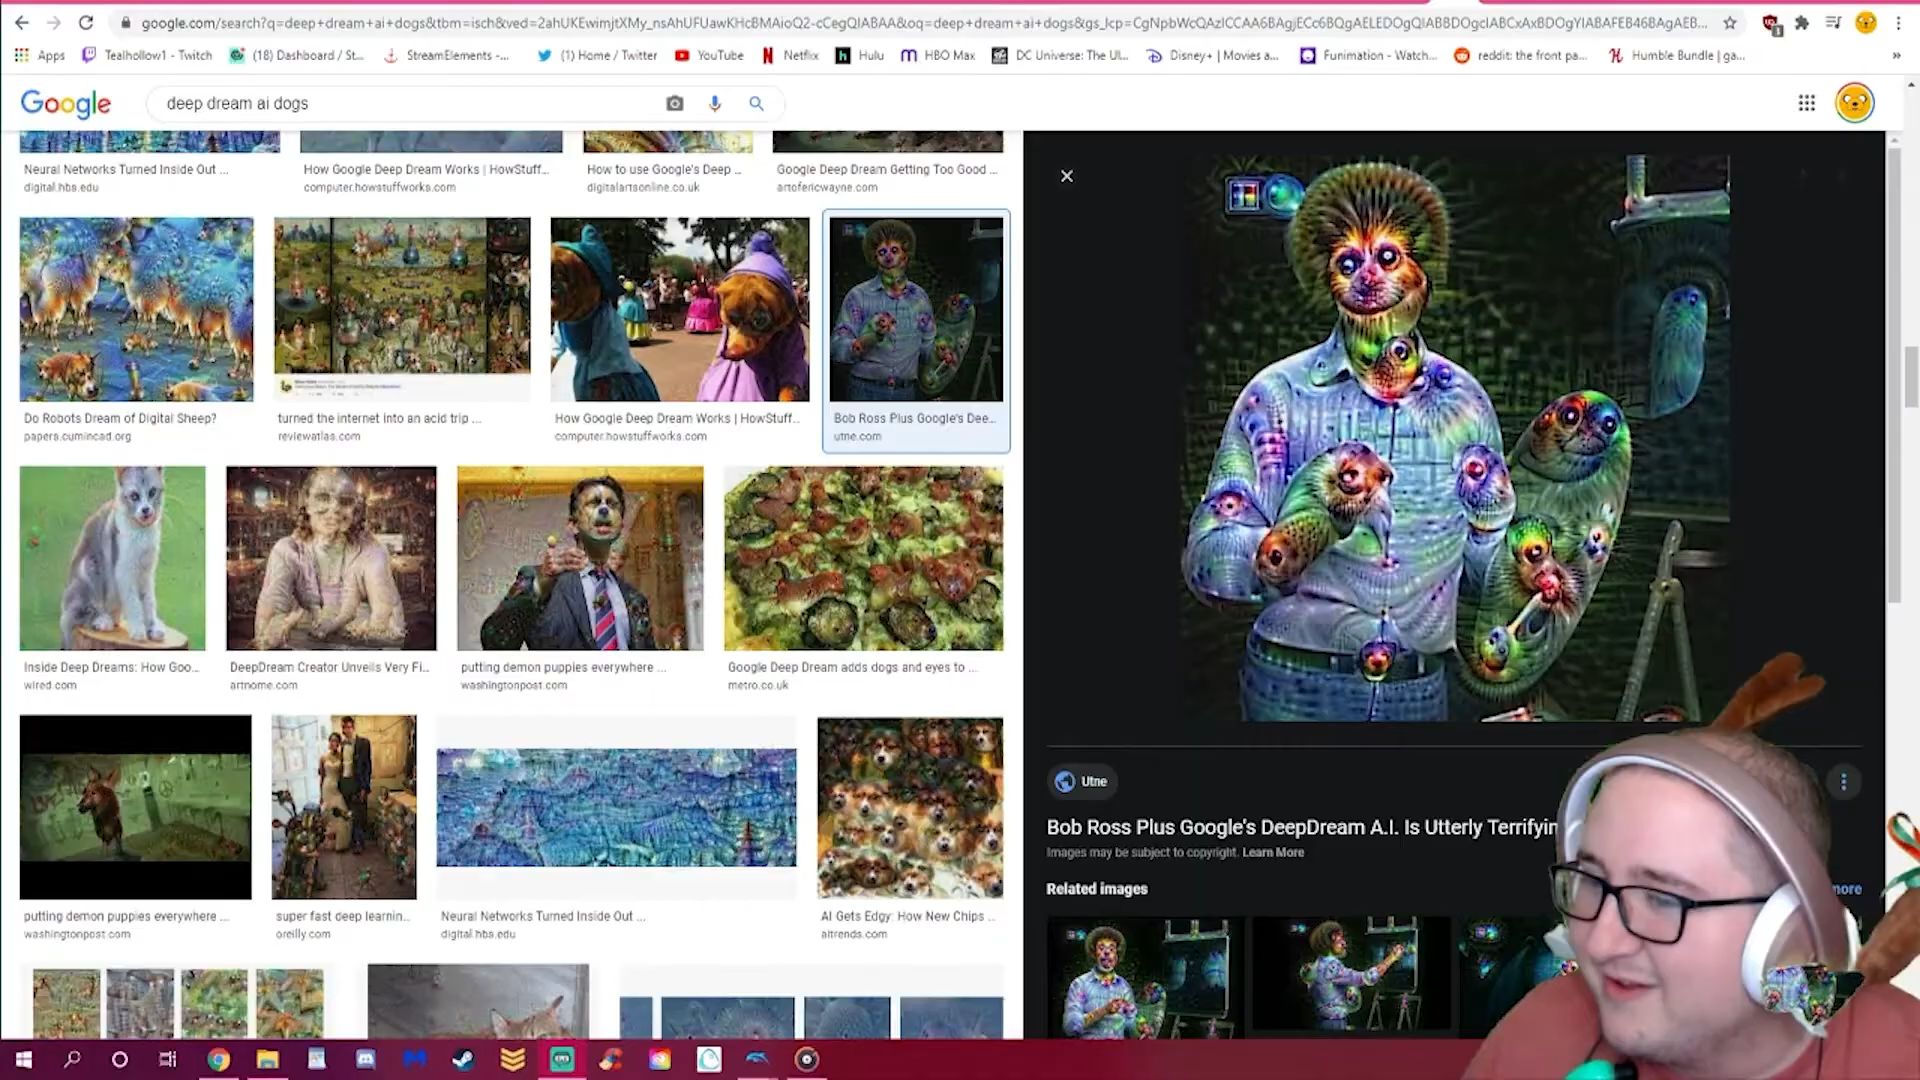 google.com/search?q=deep+dream+ai+dogs&tbm=isch&ved=2ahUKEwimjtXMy_nsAhUFUawKHcBMAioQ2-cCegQIABAA&oq=deep+dream+ai+dogs&gs_lcp=CgNpbWcQAzICCAA6BAgjECc6BQgAELEDOgQIABBDOgcIABCxAxBDOgYIABAFEB46BAgAEB...
Apps
Tealhollow1 - Twitch
(18) Dashboard / St...
StreamElements -...
(1) Home / Twitter
YouTube
Netflix
Hulu
HBO Max
DC Universe: The Ul...
Disney+ | Movies a...
Funimation - Watch...
reddit: the front pa...
Humble Bundle | ga...
Google
deep dream ai dogs
Neural Networks Turned Inside Out ...
digital.hbs.edu
How Google Deep Dream Works | HowStuff...
computer.howstuffworks.com
How to use Google's Deep ...
digitalartsonline.co.uk
Google Deep Dream Getting Too Good ...
artofericwayne.com
Do Robots Dream of Digital Sheep?
papers.cumincad.org
turned the internet into an acid trip ...
reviewatlas.com
How Google Deep Dream Works | HowStuff...
computer.howstuffworks.com
Bob Ross Plus Google's Dee...
utne.com
Inside Deep Dreams: How Goo...
wired.com
DeepDream Creator Unveils Very Fi...
artnome.com
putting demon puppies everywhere ...
washingtonpost.com
Google Deep Dream adds dogs and eyes to ...
metro.co.uk
putting demon puppies everywhere ...
washingtonpost.com
super fast deep learnin...
oreilly.com
Neural Networks Turned Inside Out ...
digital.hbs.edu
AI Gets Edgy: How New Chips ...
aitrends.com
Utne
Bob Ross Plus Google's DeepDream A.I. Is Utterly Terrifyin
Images may be subject to copyright. Learn More
Related images
more